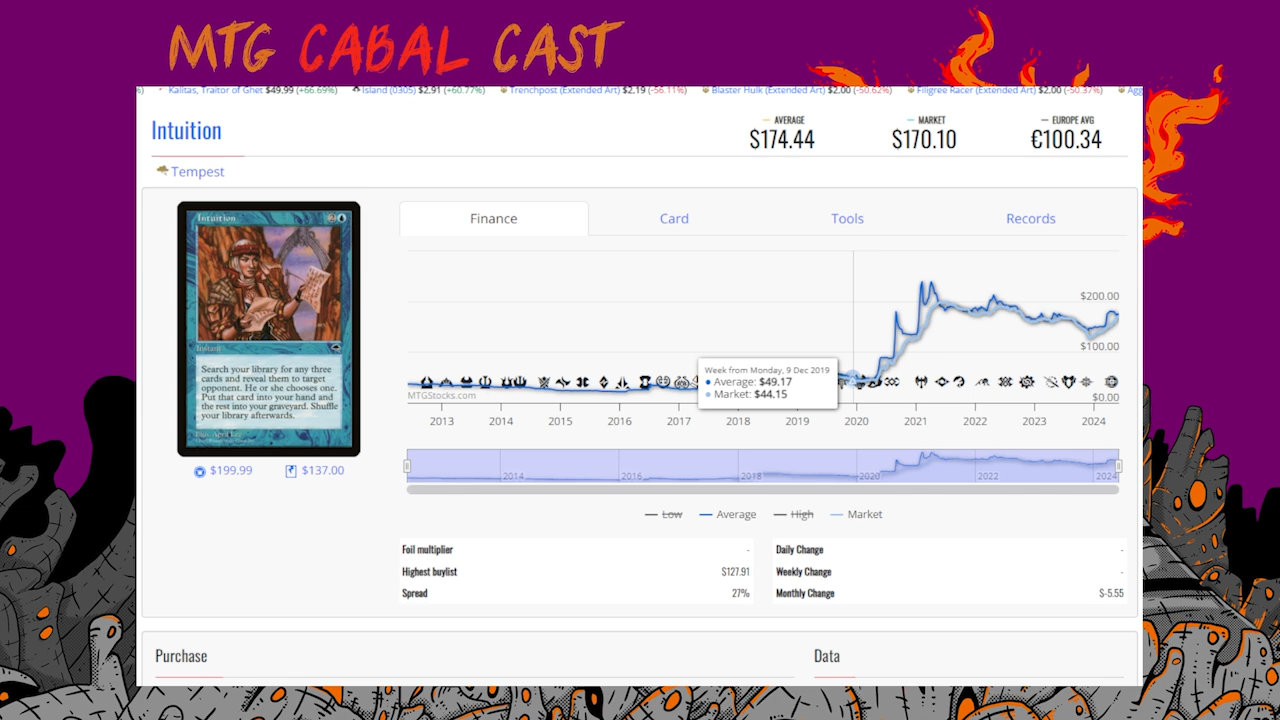 MTG CABAL CAST
%) Kalitas, Traitor of Ghet $49.99 (+66.69%) Island (0305) $2.91 (+60.77%) Trenchpost (Extended Art) $2.19 (-56.11%) Blaster Hulk (Extended Art) $2.00 (-50.62%) Filigree Racer (Extended Art) $2.00 (-50.37%) Agg
Intuition
AVERAGE
$174.44
MARKET
$170.10
EUROPE AVG
€100.34
Tempest
Finance
Card
Tools
Records
Intuition 2
Instant
Search your library for any three
cards and reveal them to target
opponent. He or she chooses one.
Put that card into your hand and
the rest into your graveyard. Shuffle
your library afterwards.
$199.99
$137.00
$200.00
$100.00
$0.00
Week from Monday, 9 Dec 2019
Average: $49.17
Market: $44.15
MTGStocks.com
2013 2014 2015 2016 2017 2018 2019 2020 2021 2022 2023 2024
2014 2016 2018 2020 2022 2024
Low Average High Market
Foil multiplier -
Highest buylist $127.91
Spread 27%
Daily Change -
Weekly Change -
Monthly Change $-5.55
Purchase
Data